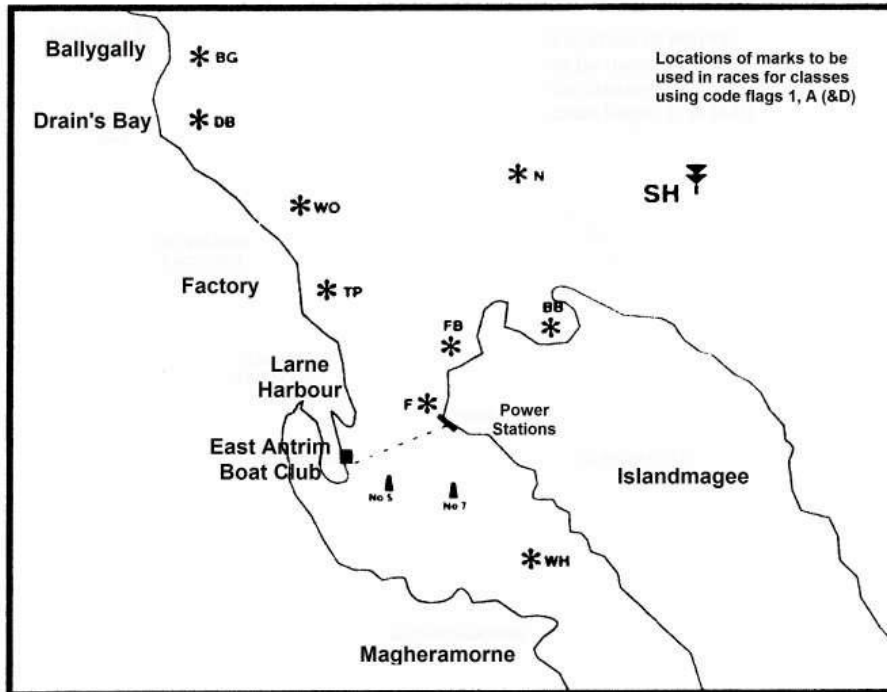 Ballygally
BG
Locations of marks to be
used in races for classes
using code flags 1, A (&D)
Drain's Bay
DB
N
SH
WO
Factory
TP
BB
FB
Larne
Harbour
F
Power
Stations
East Antrim
Boat Club
Islandmagee
No 5
No 7
WH
Magheramorne